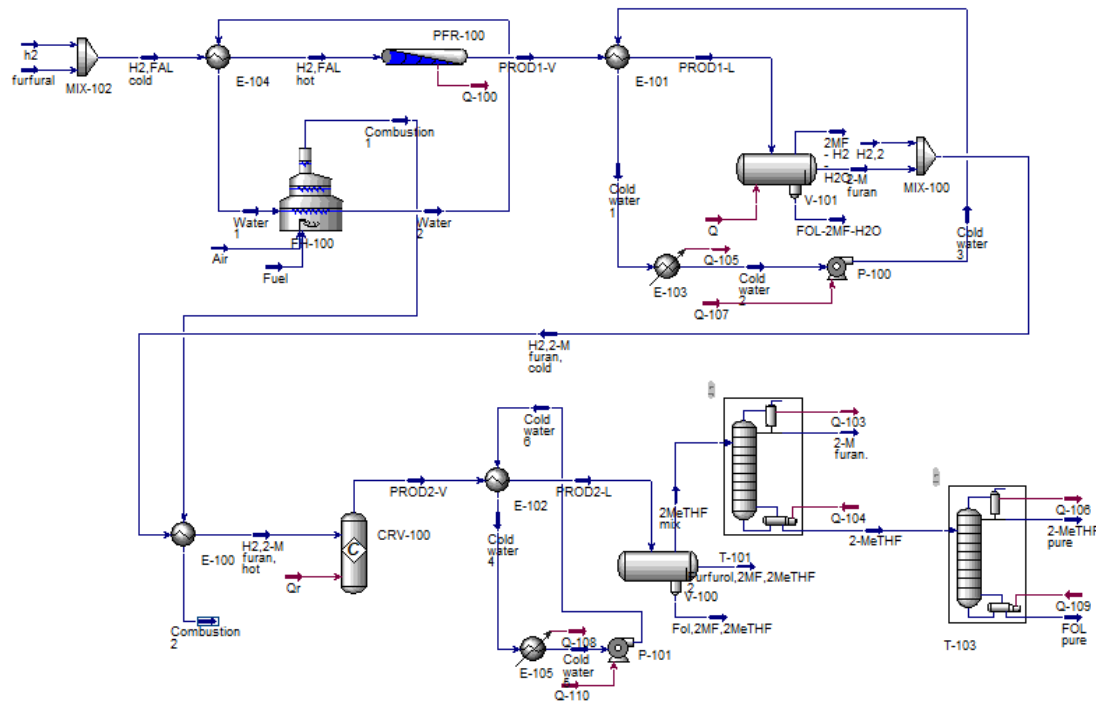 h2
furfural
MIX-102
H2,FAL
cold
E-104
H2,FAL
hot
PFR-100
Q-100
PROD1-V
E-101
PROD1-L
Combustion
1
Water
1
FH-100
Water
2
Air
Fuel
Cold
water
1
2MF
- H2
-
H2O
H2,2
2-M
furan
MIX-100
V-101
Q
FOL-2MF-H2O
Cold
water
3
E-103
Q-105
Cold
water
2
P-100
Q-107
H2,2-M
furan,
cold
Cold
water
6
PROD2-V
E-102
PROD2-L
Cold
water
4
2MeTHF
mix
Q-103
2-M
furan.
Q-104
2-MeTHF
T-101
Q-106
2-MeTHF
pure
Q-109
FOL
pure
T-103
E-100
H2,2-M
furan,
hot
CRV-100
C
Qr
Combustion
2
Furfurol,2MF,2MeTHF
2
V-100
Fol,2MF,2MeTHF
Q-108
E-105
Cold
water
5
P-101
Q-110